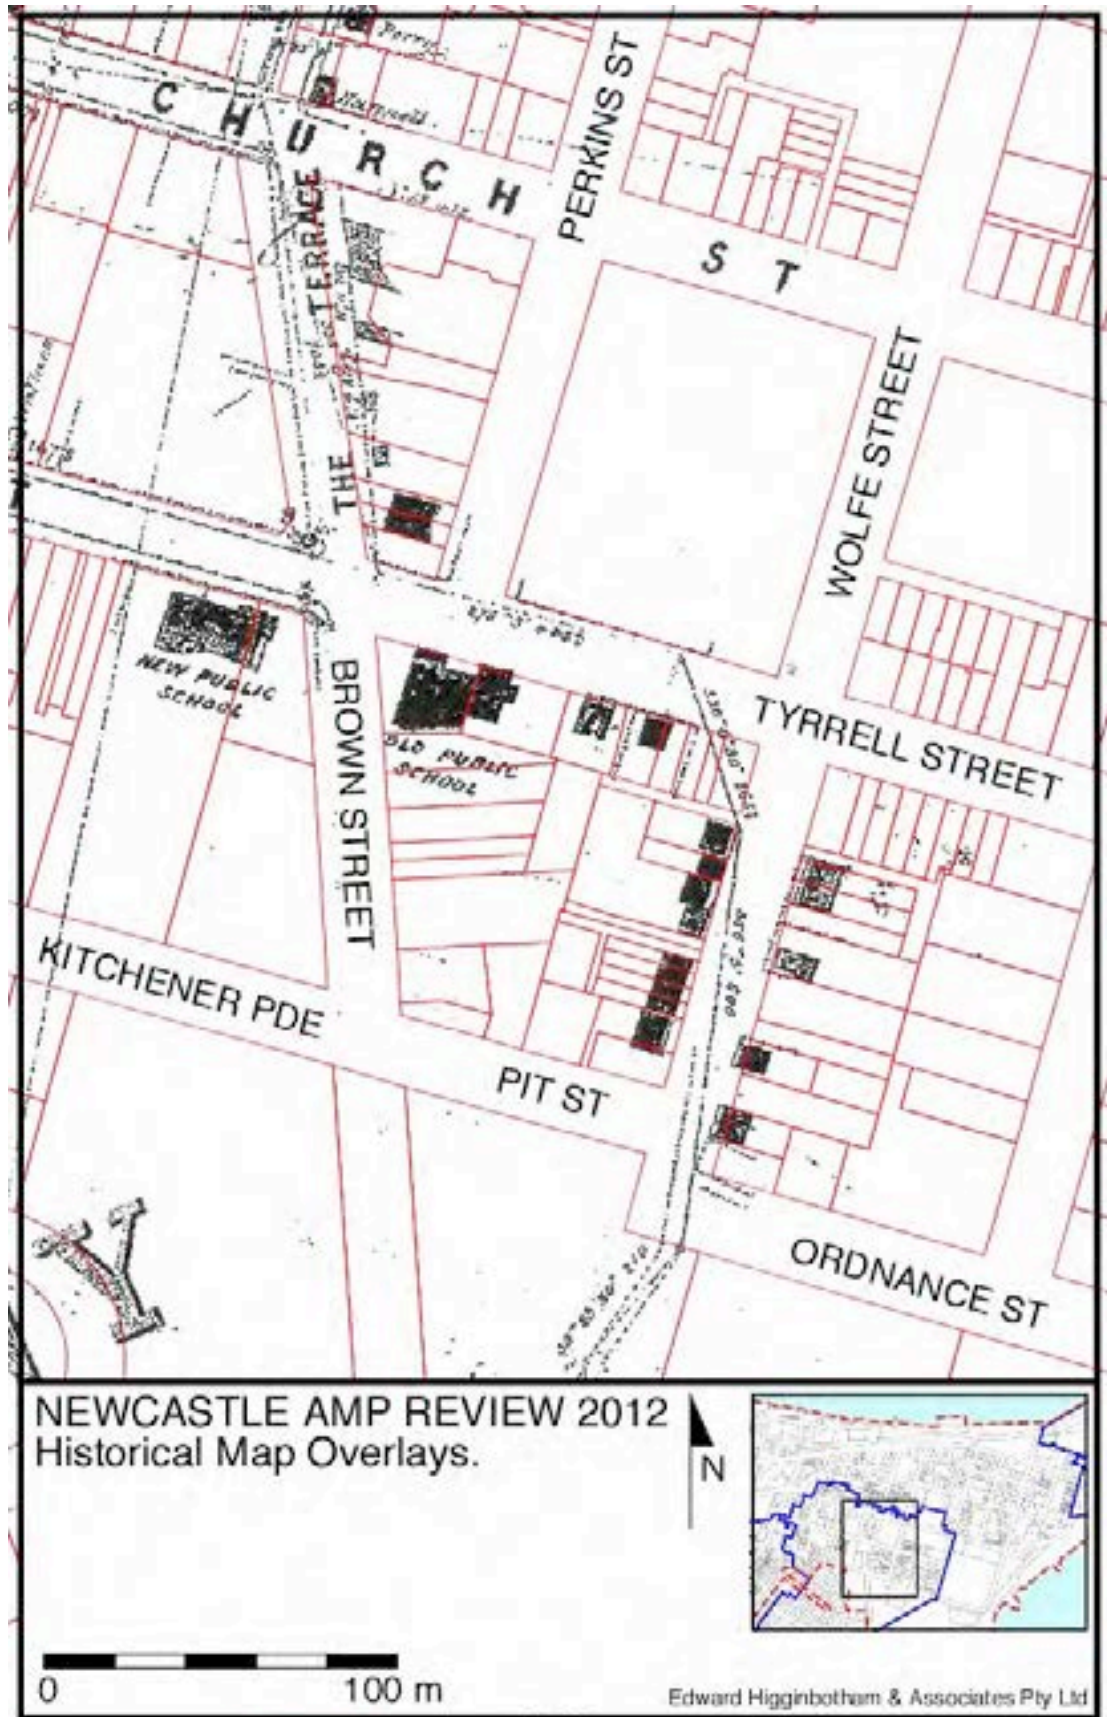 Perry
CHURCH ST
PERKINS ST
THE TERRACE
WOLFE STREET
NEW PUBLIC
SCHOOL
BROWN STREET
OLD PUBLIC
SCHOOL
TYRRELL STREET
KITCHENER PDE
PIT ST
ORDNANCE ST
Y
NEWCASTLE AMP REVIEW 2012
Historical Map Overlays.
N
0 100 m
Edward Higginbotham & Associates Pty Ltd